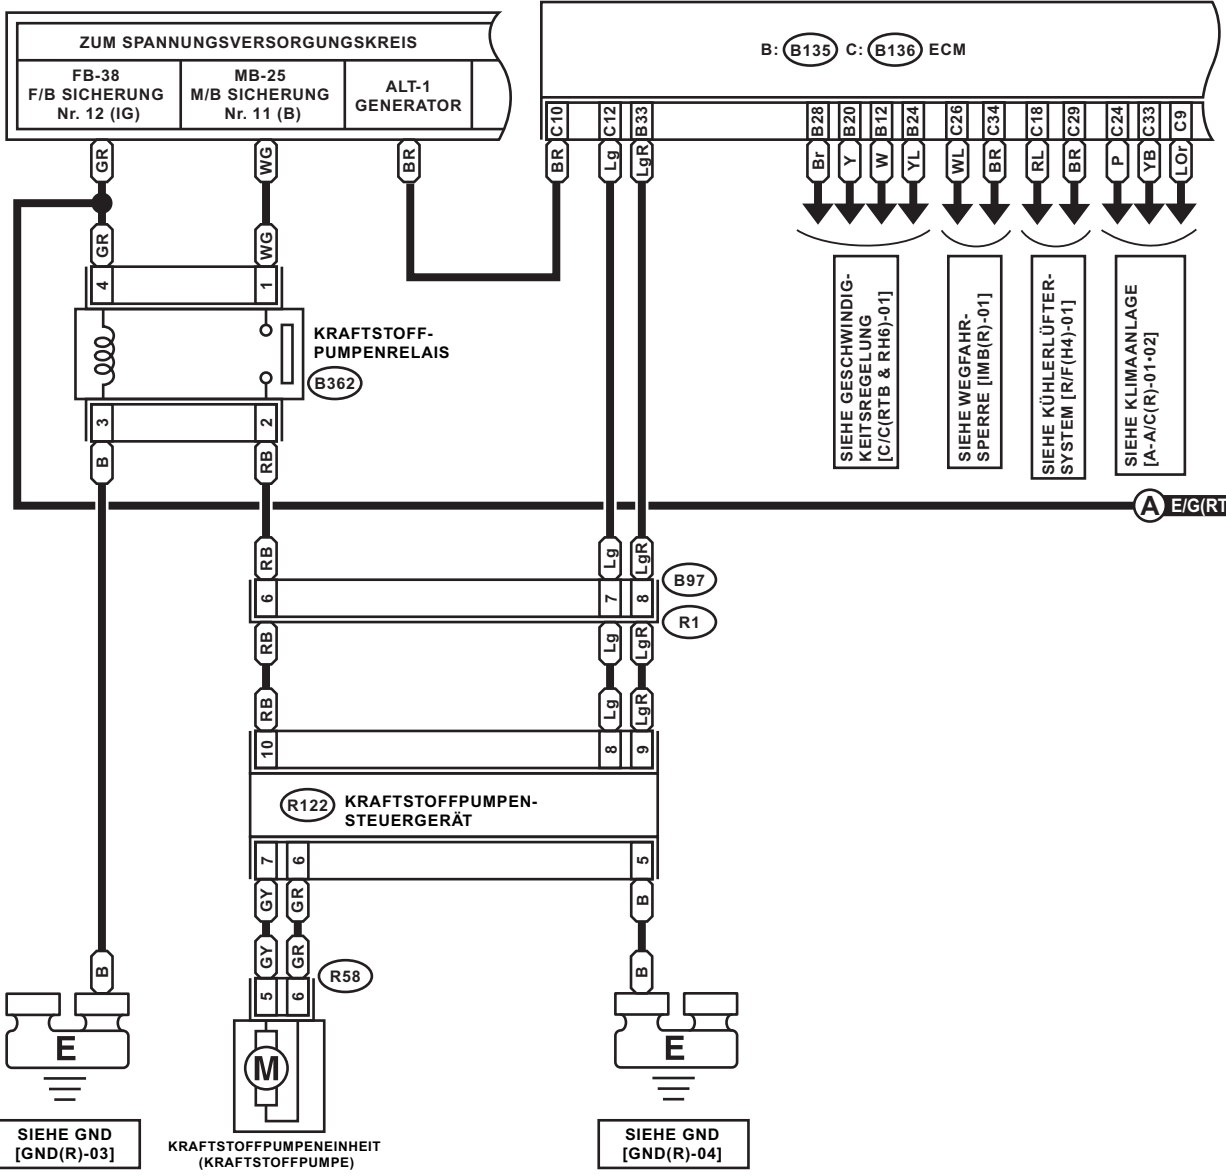 ZUM SPANNUNGSVERSORGUNGSKREIS
FB-38
F/B SICHERUNG
Nr. 12 (IG)
MB-25
M/B SICHERUNG
Nr. 11 (B)
ALT-1
GENERATOR
B: B135 C: B136 ECM
C10
C12
B33
B28
B20
B12
B24
C26
C34
C18
C29
C24
C33
C9
GR
WG
BR
BR
Lg
LgR
Br
Y
W
YL
WL
BR
RL
BR
P
YB
LOr
GR
WG
4
1
SIEHE GESCHWINDIG-
KEITSREGELUNG
[C/C(RTB & RH6)-01]
SIEHE WEGFAHR-
SPERRE [IMB(R)-01]
SIEHE KÜHLERLÜFTER-
SYSTEM [R/F(H4)-01]
SIEHE KLIMAANLAGE
[A-A/C(R)-01•02]
KRAFTSTOFF-
PUMPENRELAIS
B362
3
2
B
RB
A E/G(RT
RB
Lg
LgR
6
7
8
B97
R1
RB
Lg
LgR
RB
Lg
LgR
10
8
9
R122 KRAFTSTOFFPUMPEN-
STEUERGERÄT
7
6
5
GY
GR
B
GY
GR
B
B
R58
5
6
E
M
E
SIEHE GND
[GND(R)-03]
KRAFTSTOFFPUMPENEINHEIT
(KRAFTSTOFFPUMPE)
SIEHE GND
[GND(R)-04]